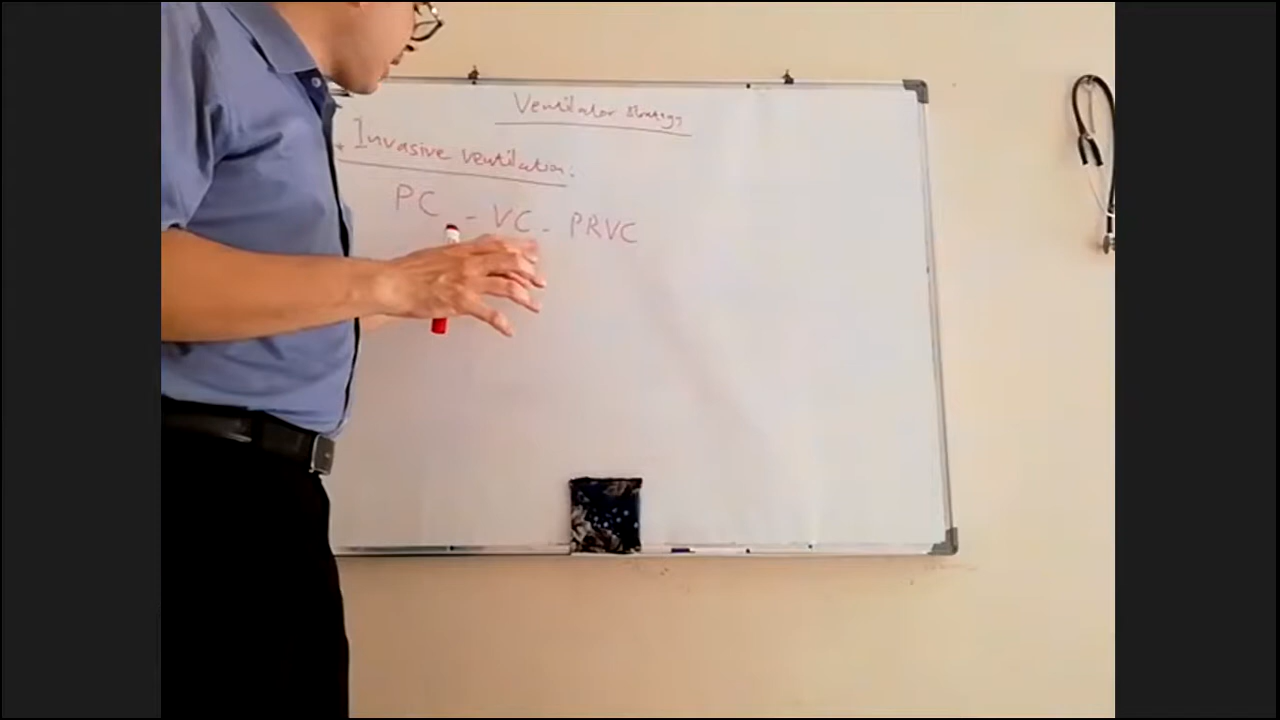 Ventilator strategy
* Invasive ventilation:
PC - VC - PRVC